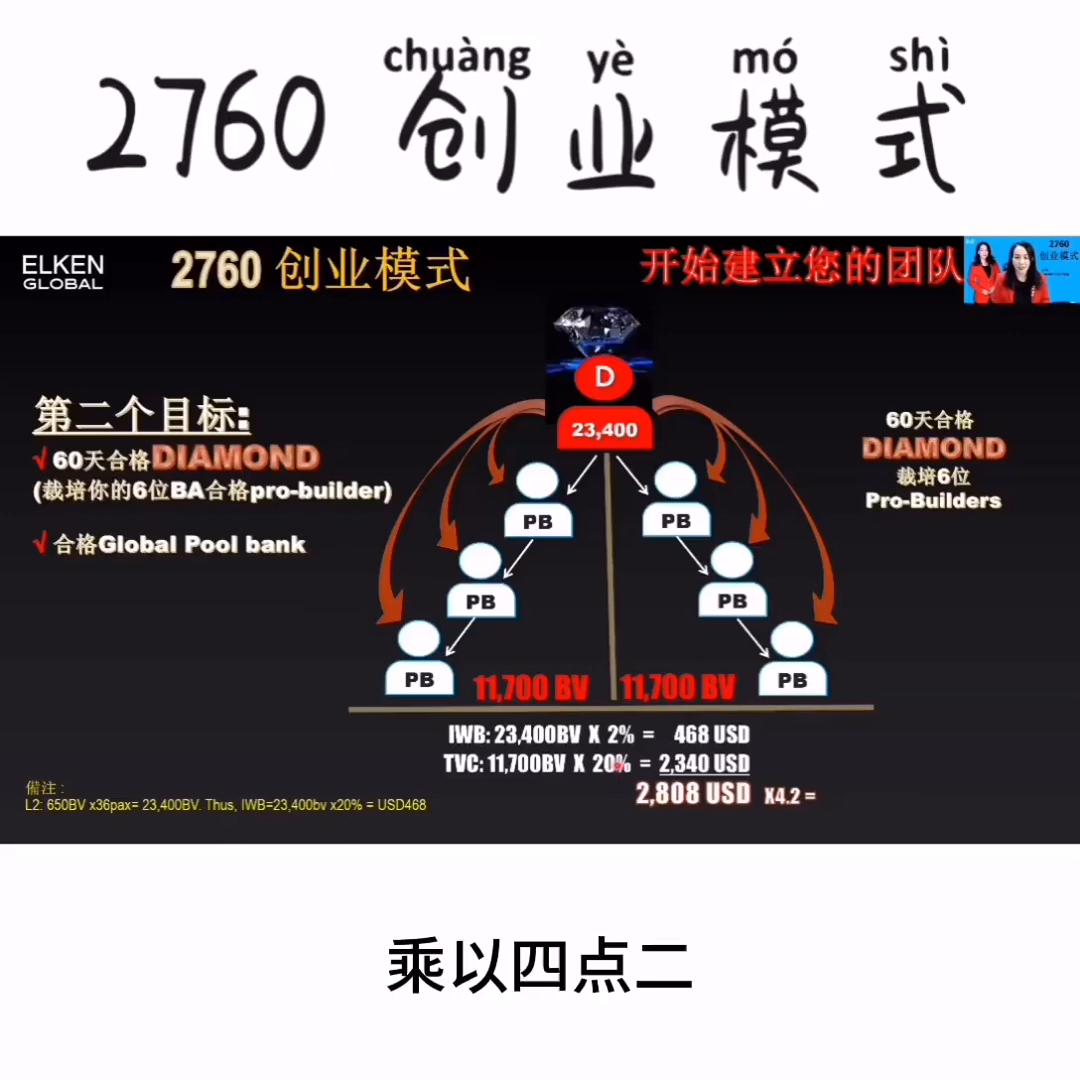 chuàng yè mó shì
2760 创业模式
ELKEN
GLOBAL
2760 创业模式
开始建立您的团队
2760
创业模式
D
23,400
第二个目标:
√ 60天合格DIAMOND
(栽培你的6位BA合格pro-builder)
√ 合格Global Pool bank
60天合格
DIAMOND
栽培6位
Pro-Builders
PB
PB
PB
PB
PB
PB
11,700 BV
11,700 BV
IWB: 23,400BV X 2% = 468 USD
TVC: 11,700BV X 20% = 2,340 USD
2,808 USD X4.2 =
備注 :
L2: 650BV x36pax= 23,400BV. Thus, IWB=23,400bv x20% = USD468
乘以四点二